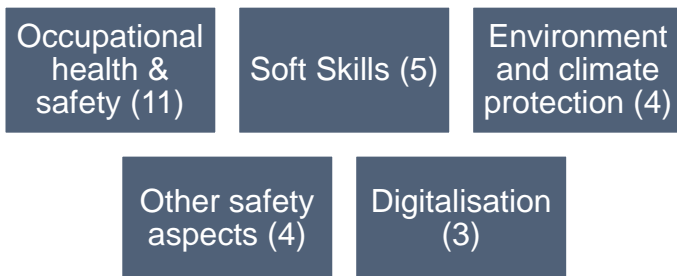 Occupational
health &
safety (11)
Soft Skills (5)
Environment
and climate
protection (4)
Other safety
aspects (4)
Digitalisation
(3)